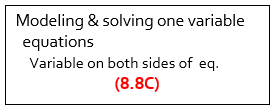 Modeling & solving one variable
equations
Variable on both sides of eq.
(8.8C)